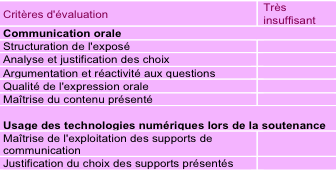 Critères d'évaluation
Très
insuffisant
Communication orale
Structuration de l'exposé
Analyse et justification des choix
Argumentation et réactivité aux questions
Qualité de l'expression orale
Maîtrise du contenu présenté
Usage des technologies numériques lors de la soutenance
Maîtrise de l'exploitation des supports de
communication
Justification du choix des supports présentés